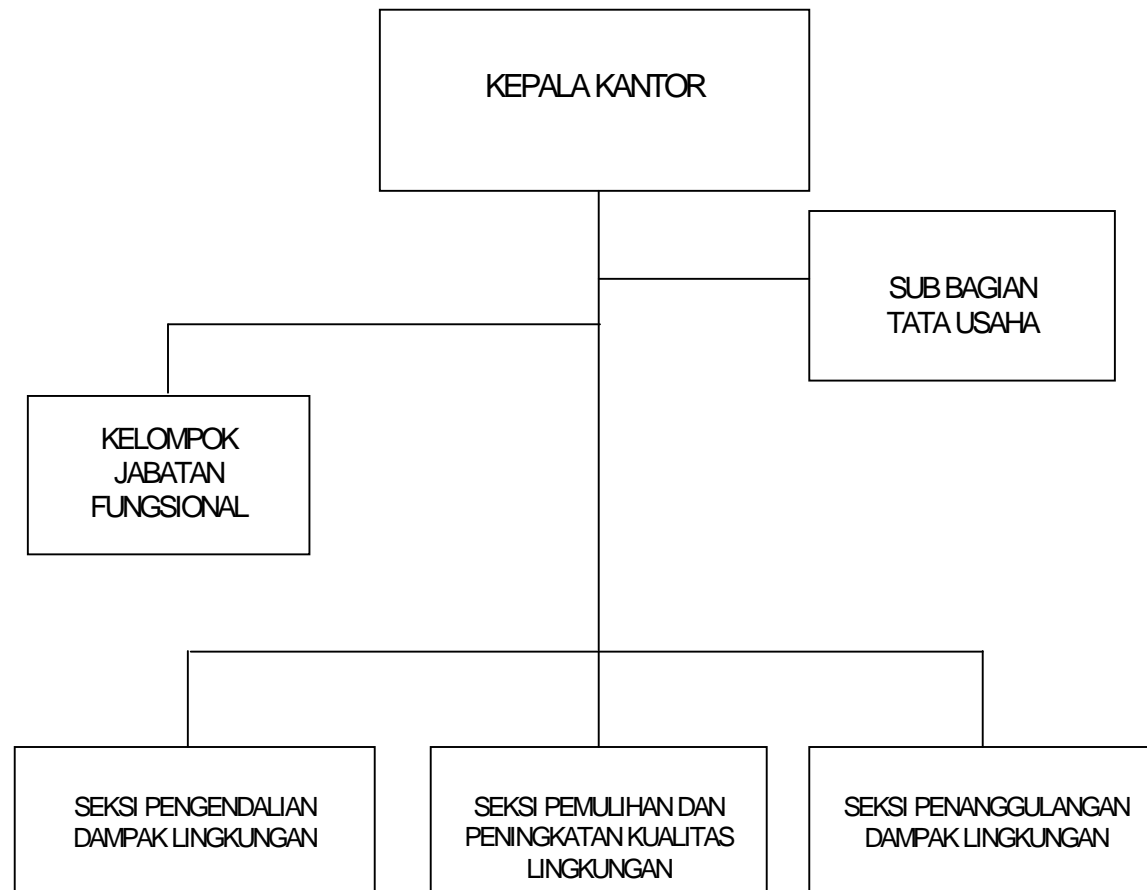 KEPALA KANTOR
SUB BAGIAN
TATA USAHA
KELOMPOK
JABATAN
FUNGSIONAL
SEKSI PENGENDALIAN
DAMPAK LINGKUNGAN
SEKSI PEMULIHAN DAN
PENINGKATAN KUALITAS
LINGKUNGAN
SEKSI PENANGGULANGAN
DAMPAK LINGKUNGAN